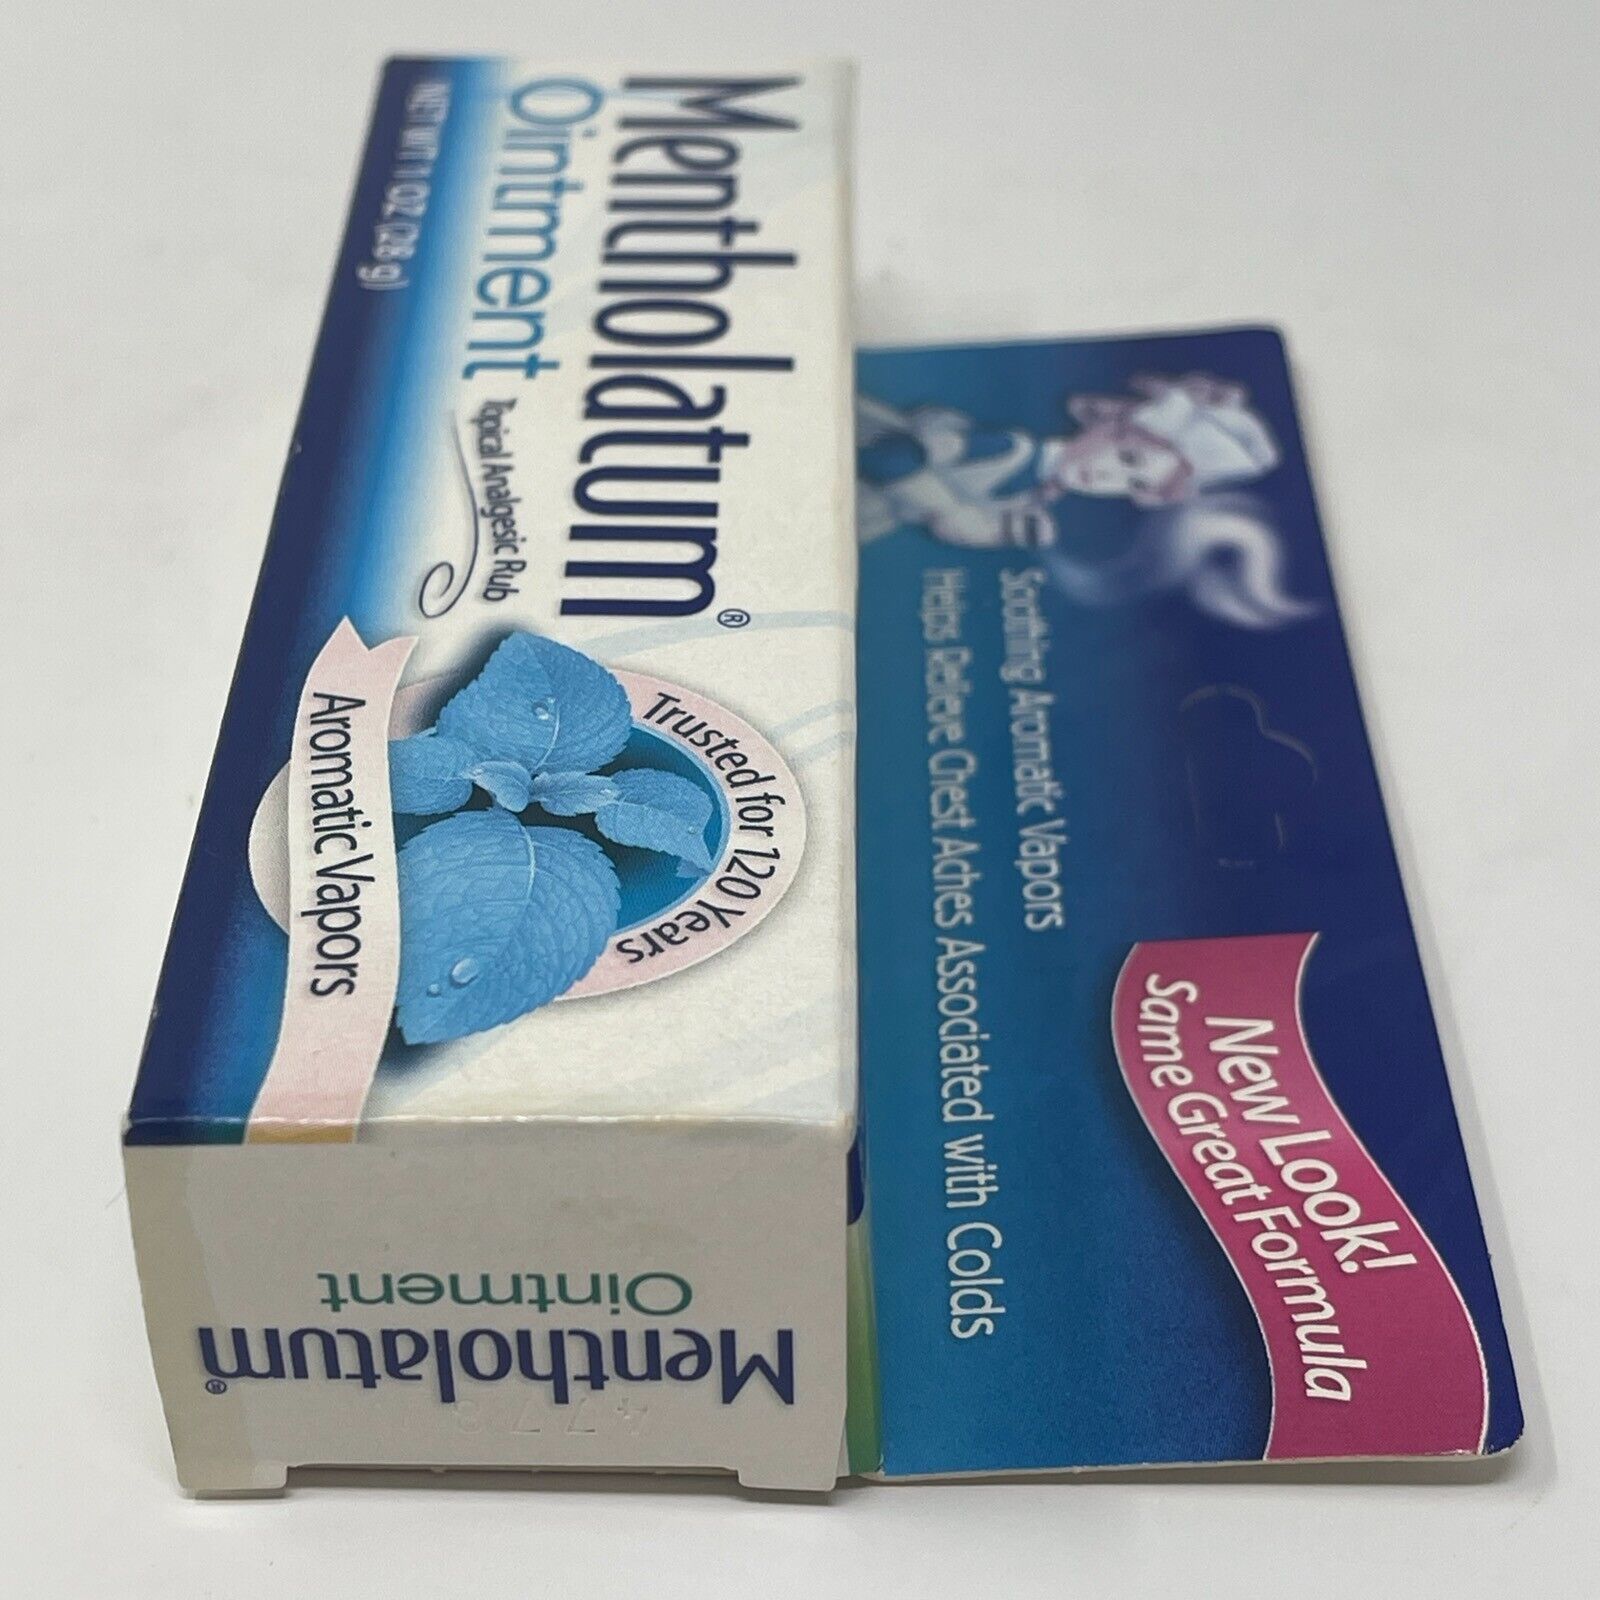 Soothing Aromatic Vapors
Helps Relieve Chest Aches Associated with Colds
New Look!
Same Great Formula
Mentholatum®
Ointment
Topical Analgesic Rub
NET WT 1 OZ (28 g)
Trusted for 120 Years
Aromatic Vapors
Mentholatum®
Ointment